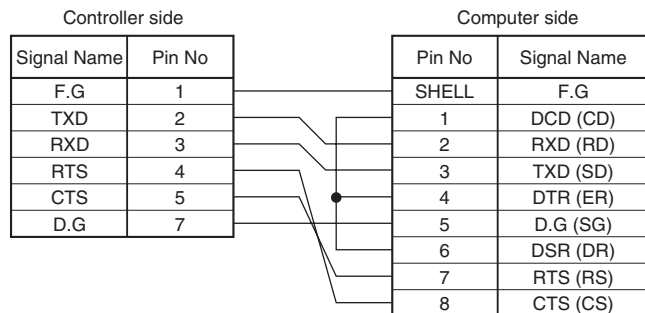 Controller side Computer side
Signal Name Pin No Pin No Signal Name
F.G 1 SHELL F.G
TXD 2 1 DCD (CD)
RXD 3 2 RXD (RD)
RTS 4 3 TXD (SD)
CTS 5 4 DTR (ER)
D.G 7 5 D.G (SG)
6 DSR (DR)
7 RTS (RS)
8 CTS (CS)